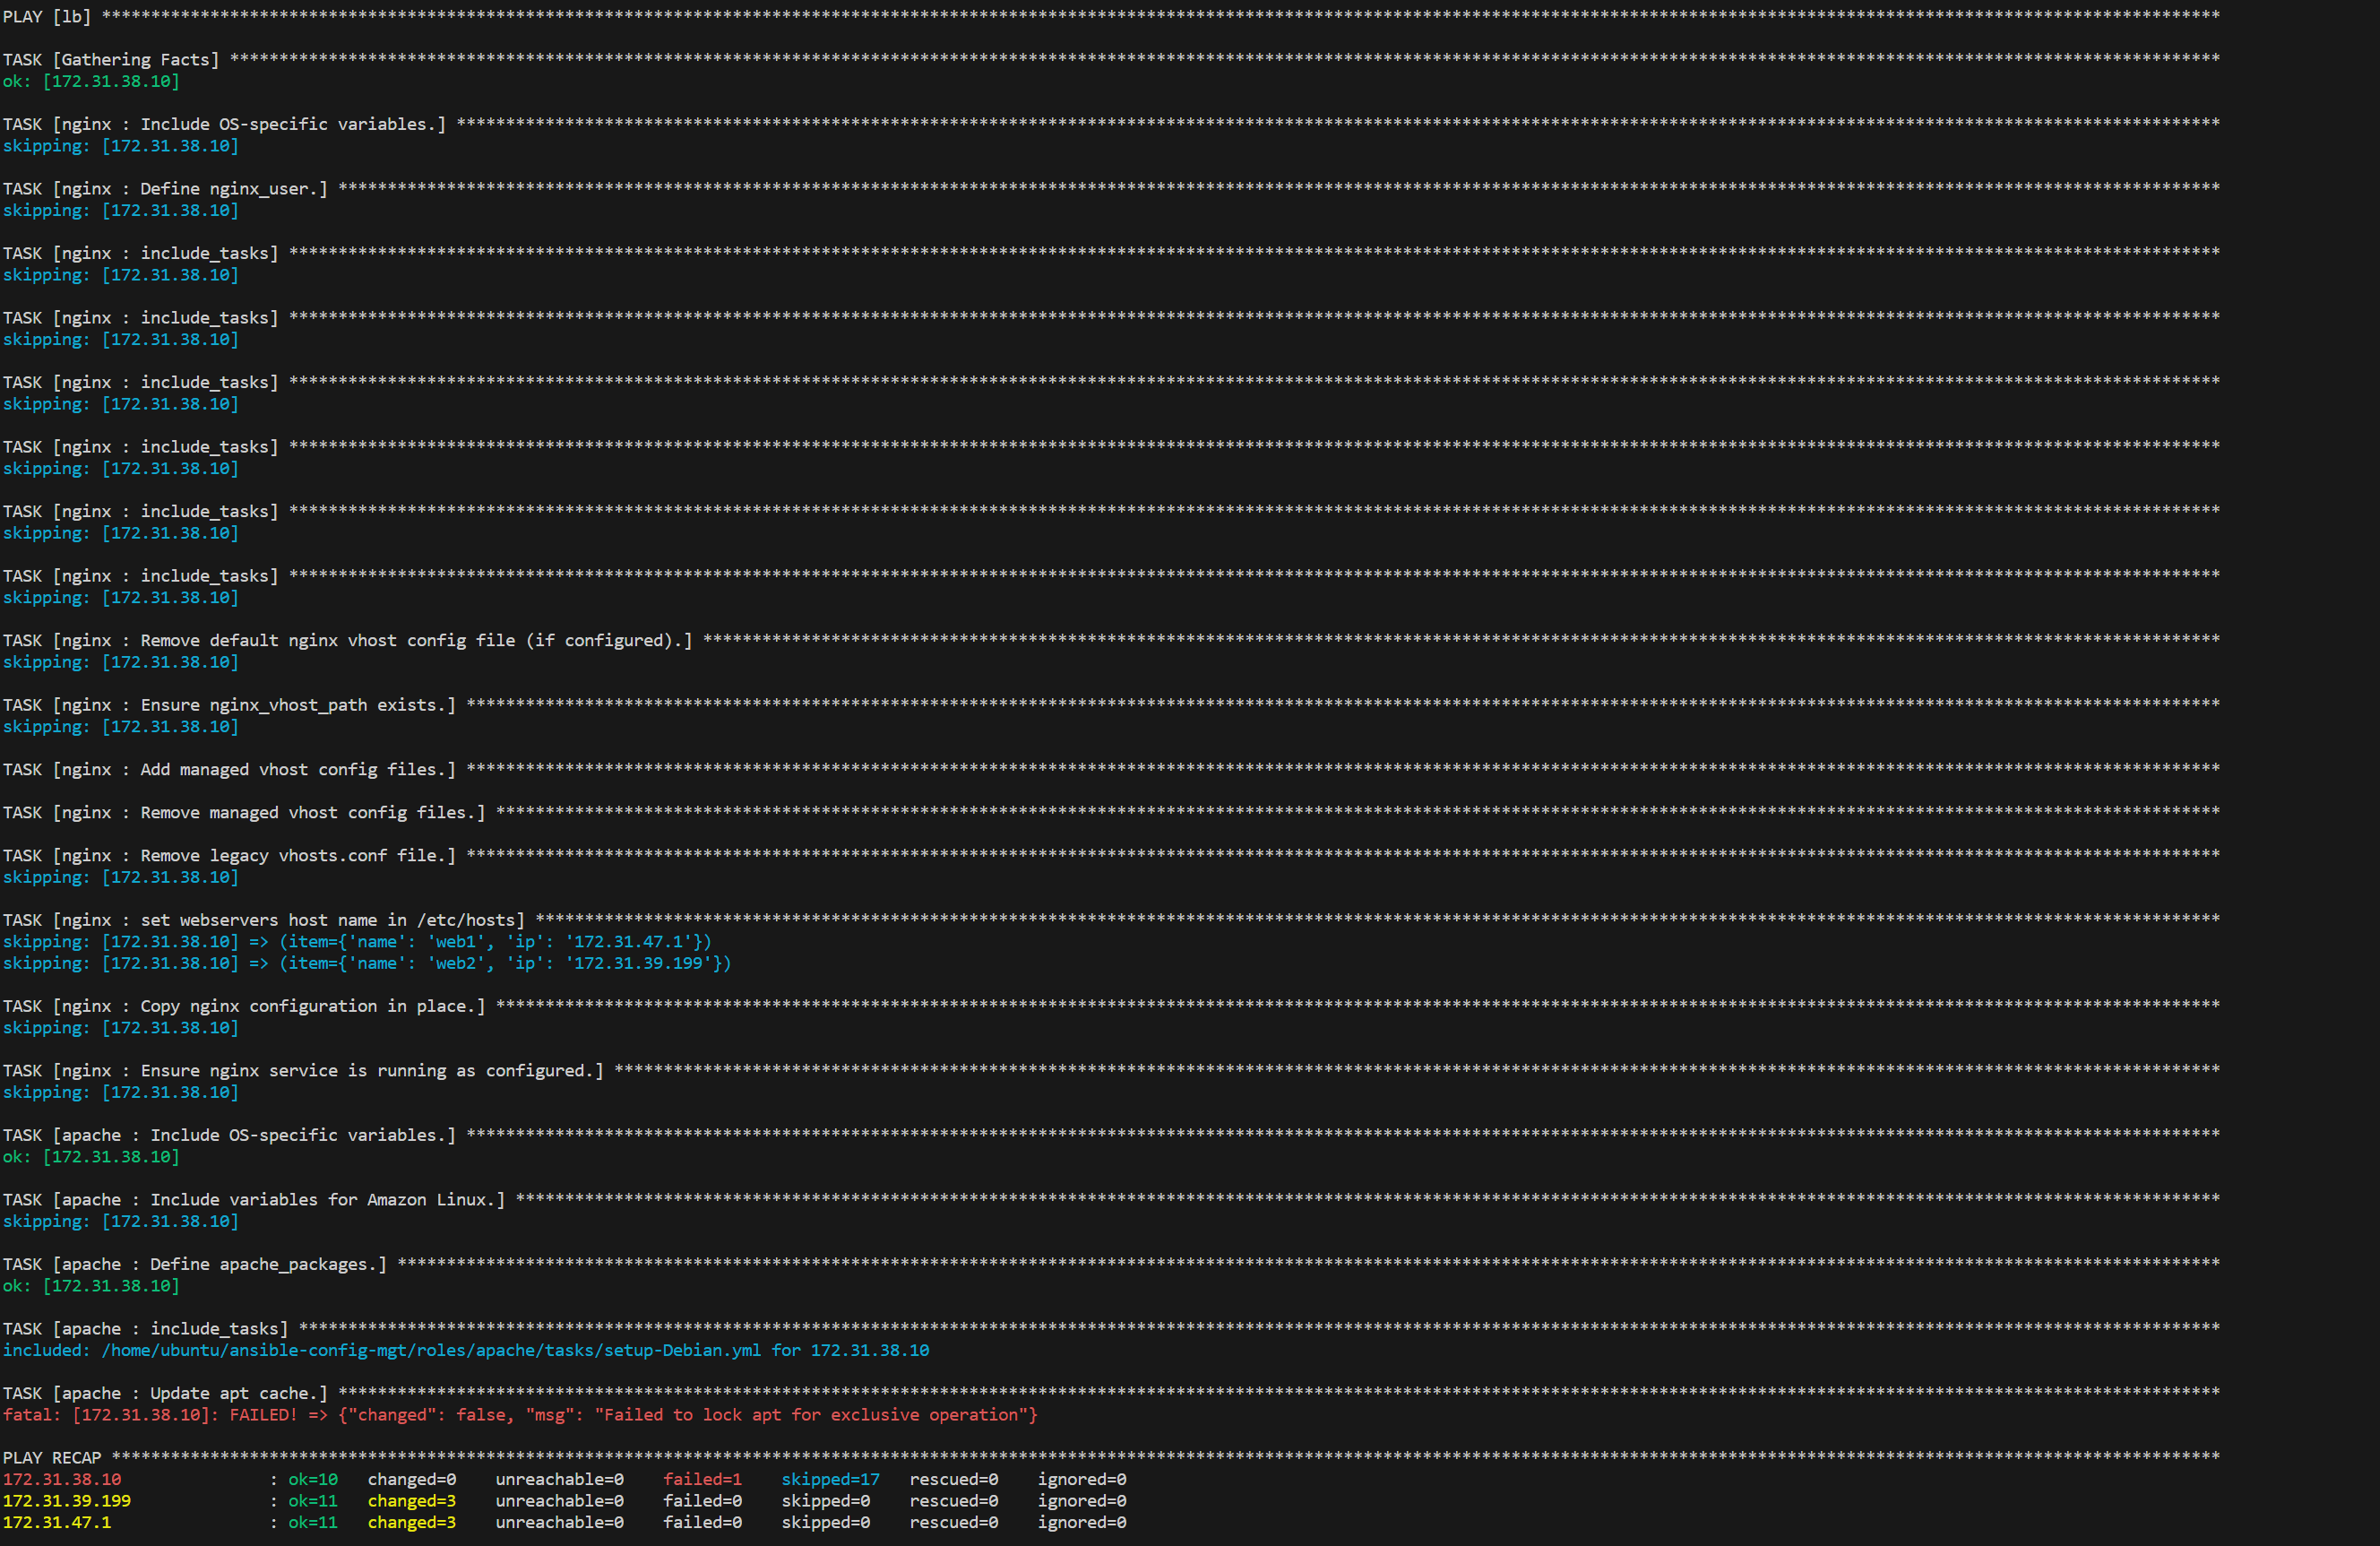 PLAY [lb] ****************************************************************************************************************************************************************************************************************************
TASK [Gathering Facts] ****************************************************************************************************************************************************************************************************************
ok: [172.31.38.10]
TASK [nginx : Include OS-specific variables.] *****************************************************************************************************************************************************************************************
skipping: [172.31.38.10]
TASK [nginx : Define nginx_user.] *****************************************************************************************************************************************************************************************************
skipping: [172.31.38.10]
TASK [nginx : include_tasks] **********************************************************************************************************************************************************************************************************
skipping: [172.31.38.10]
TASK [nginx : include_tasks] **********************************************************************************************************************************************************************************************************
skipping: [172.31.38.10]
TASK [nginx : include_tasks] **********************************************************************************************************************************************************************************************************
skipping: [172.31.38.10]
TASK [nginx : include_tasks] **********************************************************************************************************************************************************************************************************
skipping: [172.31.38.10]
TASK [nginx : include_tasks] **********************************************************************************************************************************************************************************************************
skipping: [172.31.38.10]
TASK [nginx : include_tasks] **********************************************************************************************************************************************************************************************************
skipping: [172.31.38.10]
TASK [nginx : Remove default nginx vhost config file (if configured).] ****************************************************************************************************************************************************************
skipping: [172.31.38.10]
TASK [nginx : Ensure nginx_vhost_path exists.] ****************************************************************************************************************************************************************************************
skipping: [172.31.38.10]
TASK [nginx : Add managed vhost config files.] ****************************************************************************************************************************************************************************************
TASK [nginx : Remove managed vhost config files.] *************************************************************************************************************************************************************************************
TASK [nginx : Remove legacy vhosts.conf file.] ****************************************************************************************************************************************************************************************
skipping: [172.31.38.10]
TASK [nginx : set webservers host name in /etc/hosts] *********************************************************************************************************************************************************************************
skipping: [172.31.38.10] => (item={'name': 'web1', 'ip': '172.31.47.1'})
skipping: [172.31.38.10] => (item={'name': 'web2', 'ip': '172.31.39.199'})
TASK [nginx : Copy nginx configuration in place.] *************************************************************************************************************************************************************************************
skipping: [172.31.38.10]
TASK [nginx : Ensure nginx service is running as configured.] *************************************************************************************************************************************************************************
skipping: [172.31.38.10]
TASK [apache : Include OS-specific variables.] ****************************************************************************************************************************************************************************************
ok: [172.31.38.10]
TASK [apache : Include variables for Amazon Linux.] ***********************************************************************************************************************************************************************************
skipping: [172.31.38.10]
TASK [apache : Define apache_packages.] ***********************************************************************************************************************************************************************************************
ok: [172.31.38.10]
TASK [apache : include_tasks] *********************************************************************************************************************************************************************************************************
included: /home/ubuntu/ansible-config-mgt/roles/apache/tasks/setup-Debian.yml for 172.31.38.10
TASK [apache : Update apt cache.] *****************************************************************************************************************************************************************************************************
fatal: [172.31.38.10]: FAILED! => {"changed": false, "msg": "Failed to lock apt for exclusive operation"}
PLAY RECAP ****************************************************************************************************************************************************************************************************************************
172.31.38.10 : ok=10 changed=0 unreachable=0 failed=1 skipped=17 rescued=0 ignored=0
172.31.39.199 : ok=11 changed=3 unreachable=0 failed=0 skipped=0 rescued=0 ignored=0
172.31.47.1 : ok=11 changed=3 unreachable=0 failed=0 skipped=0 rescued=0 ignored=0